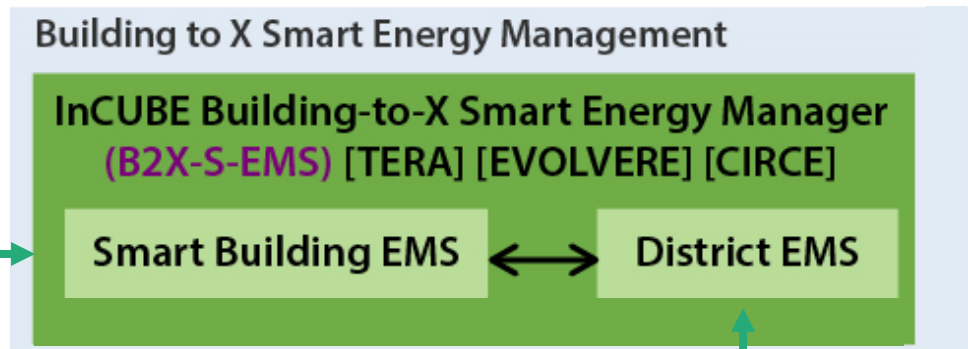 Building to X Smart Energy Management
InCUBE Building-to-X Smart Energy Manager
(B2X-S-EMS) [TERA] [EVOLVERE] [CIRCE]
Smart Building EMS
District EMS